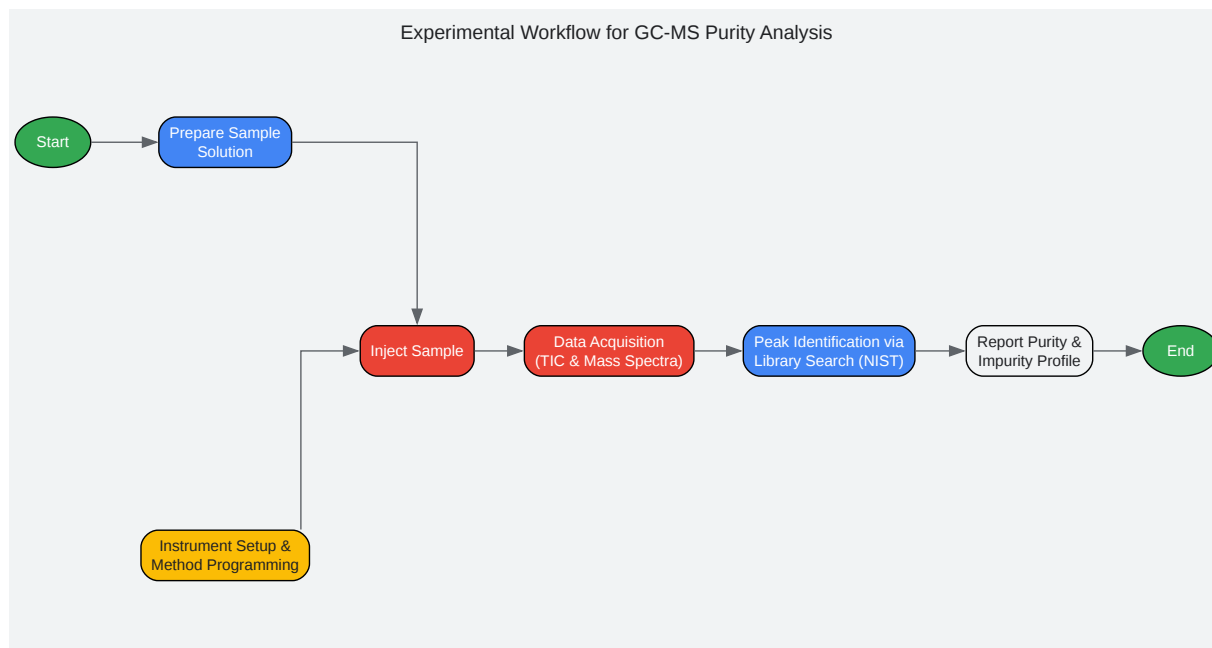 Experimental Workflow for GC-MS Purity Analysis
Start
Prepare Sample
Solution
Inject Sample
Data Acquisition
(TIC & Mass Spectra)
Peak Identification via
Library Search (NIST)
Report Purity &
Impurity Profile
End
Instrument Setup &
Method Programming